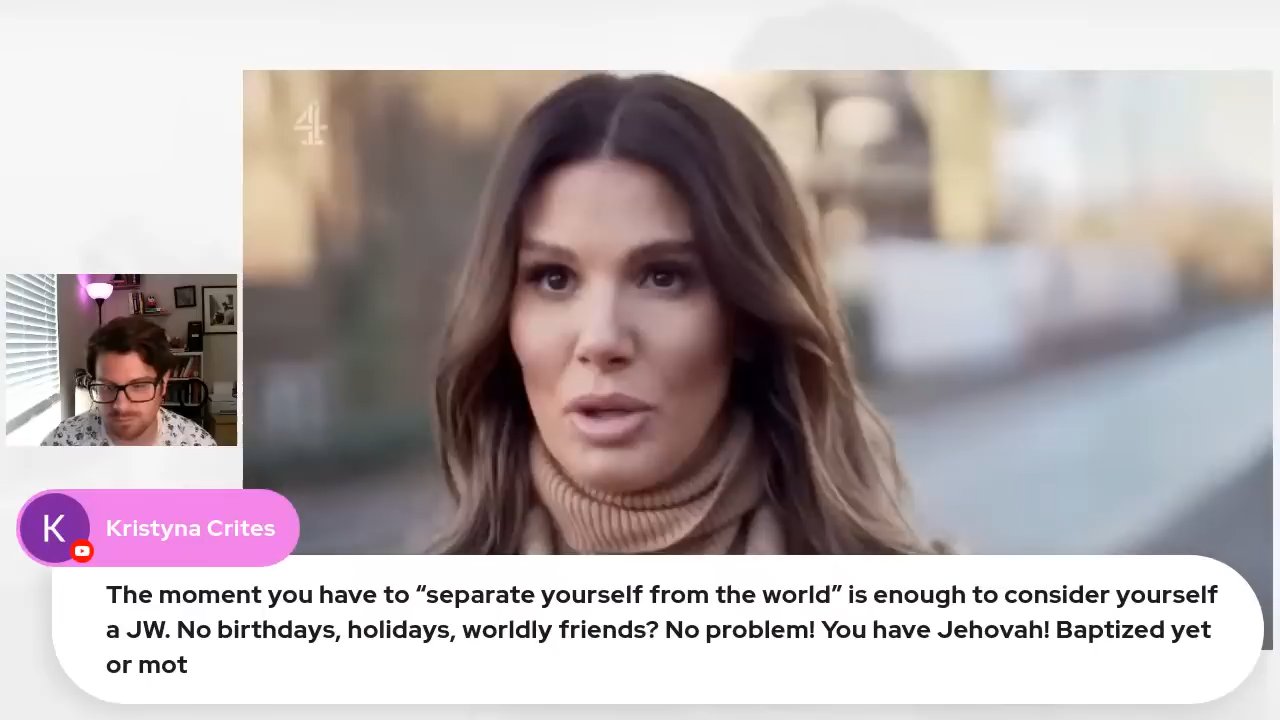 4
K
Kristyna Crites
The moment you have to “separate yourself from the world” is enough to consider yourself
a JW. No birthdays, holidays, worldly friends? No problem! You have Jehovah! Baptized yet
or mot